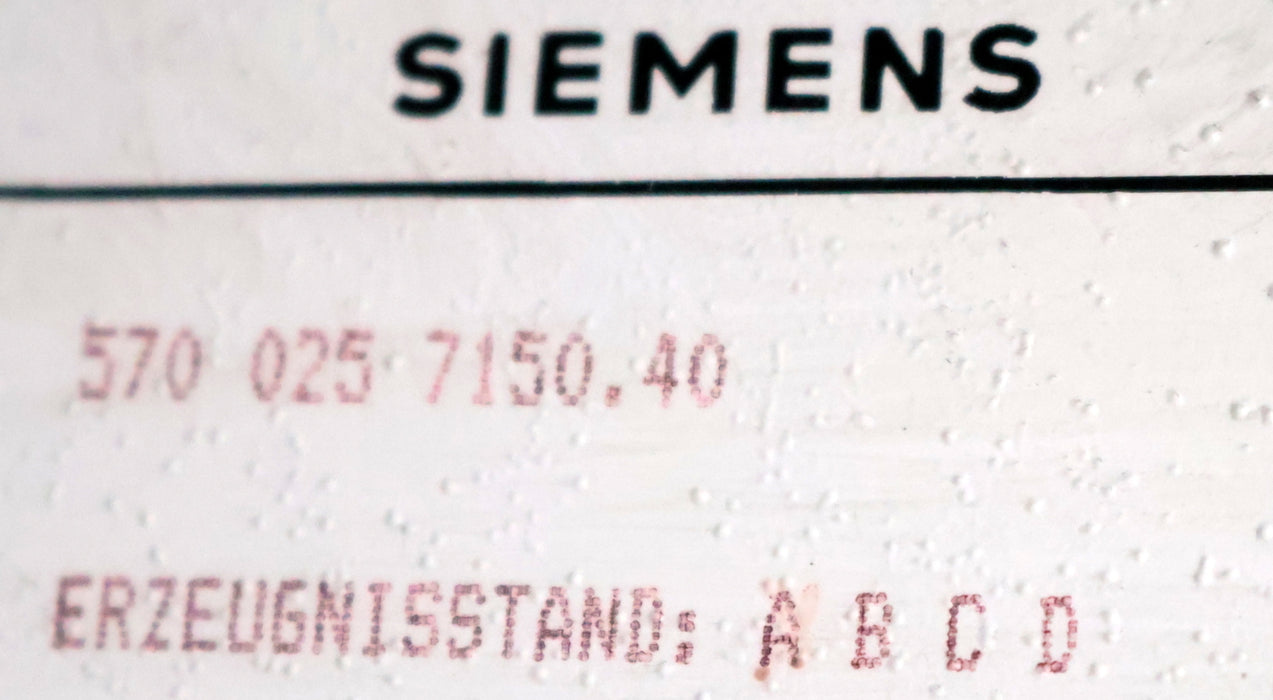 SIEMENS
570 025 7150.40
ERZEUGNISSTAND: A B C D